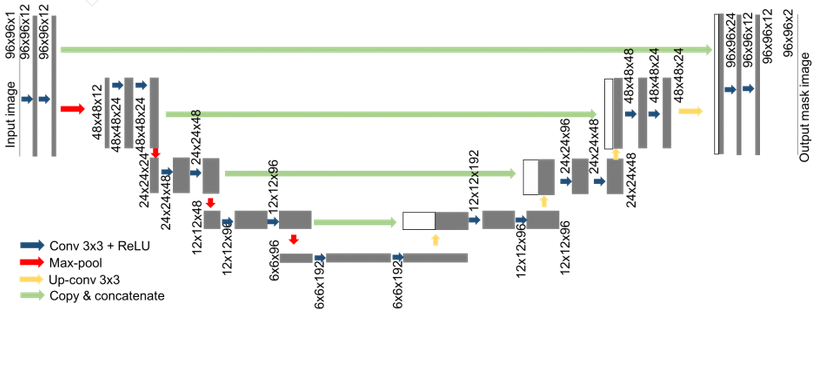 Input image
96x96x1
96x96x12
96x96x12
48x48x12
48x48x24
48x48x24
24x24x24
24x24x48
24x24x48
12x12x48
12x12x96
12x12x96
6x6x96
6x6x192
6x6x192
12x12x192
12x12x96
12x12x96
24x24x96
24x24x48
24x24x48
48x48x48
48x48x24
48x48x24
96x96x24
96x96x12
96x96x12
96x96x2
Output mask image
Conv 3x3 + ReLU
Max-pool
Up-conv 3x3
Copy & concatenate